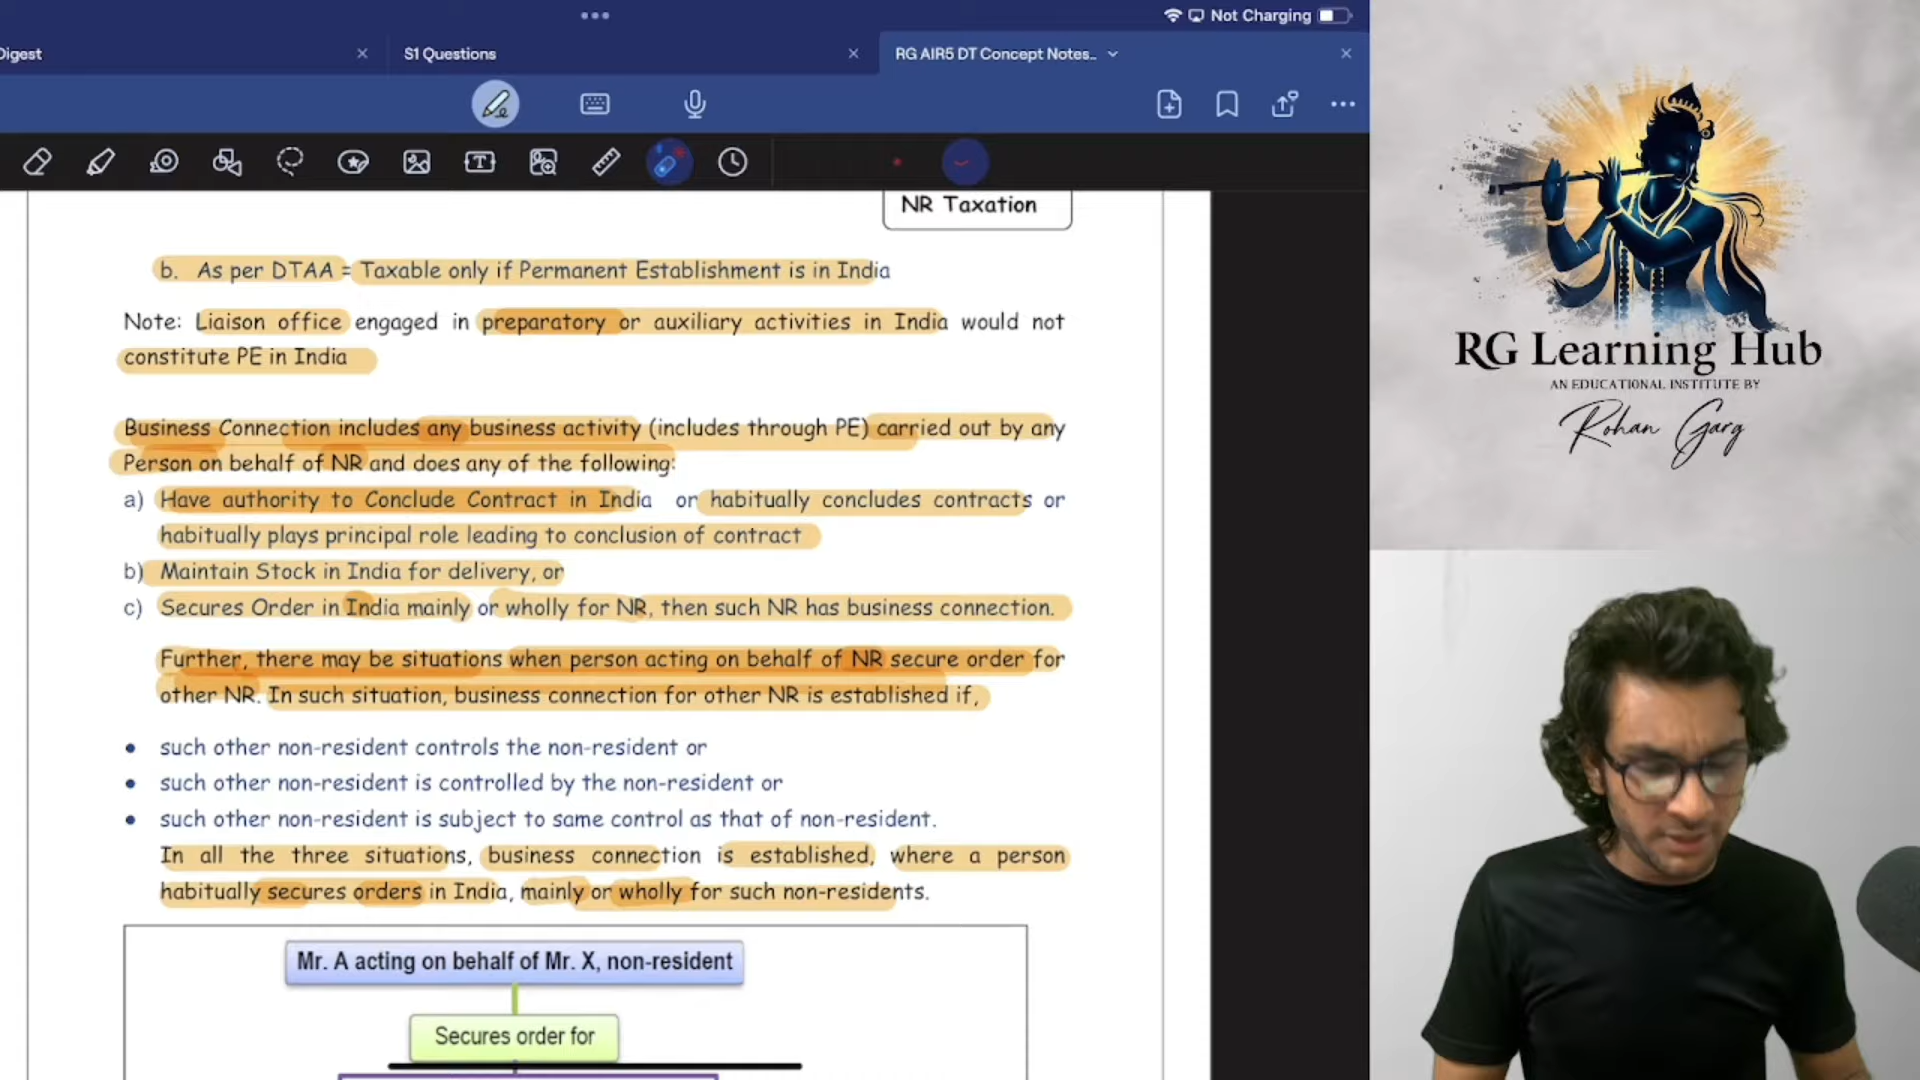 Not Charging
Digest
S1 Questions
RG AIR5 DT Concept Notes...
NR Taxation
b. As per DTAA = Taxable only if Permanent Establishment is in India
Note: Liaison office engaged in preparatory or auxiliary activities in India would not
constitute PE in India
Business Connection includes any business activity (includes through PE) carried out by any
Person on behalf of NR and does any of the following:
a) Have authority to Conclude Contract in India or habitually concludes contracts or
habitually plays principal role leading to conclusion of contract
b) Maintain Stock in India for delivery, or
c) Secures Order in India mainly or wholly for NR, then such NR has business connection.
Further, there may be situations when person acting on behalf of NR secure order for
other NR. In such situation, business connection for other NR is established if,
• such other non-resident controls the non-resident or
• such other non-resident is controlled by the non-resident or
• such other non-resident is subject to same control as that of non-resident.
In all the three situations, business connection is established, where a person
habitually secures orders in India, mainly or wholly for such non-residents.
Mr. A acting on behalf of Mr. X, non-resident
Secures order for
RG Learning Hub
AN EDUCATIONAL INSTITUTE BY
Rohan Garg